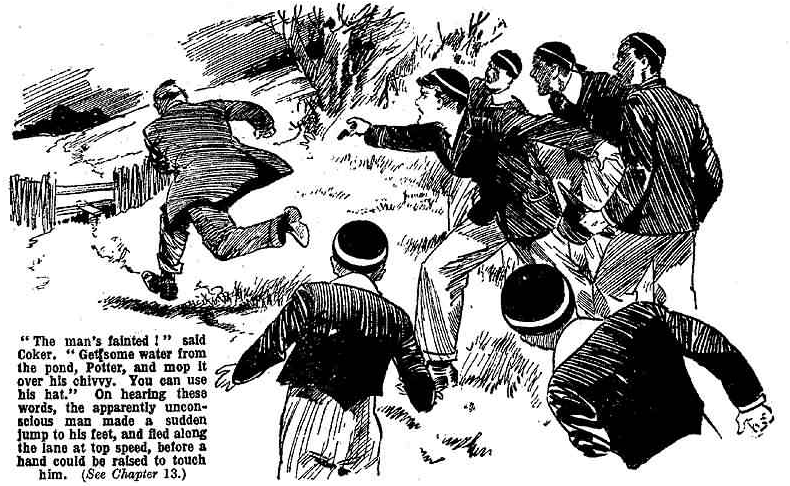 "The man's fainted!" said
Coker. "Get some water from
the pond, Potter, and mop it
over his chivvy. You can use
his hat." On hearing these
words, the apparently uncon-
scious man made a sudden
jump to his feet, and fled along
the lane at top speed, before a
hand could be raised to touch
him. (See Chapter 13.)